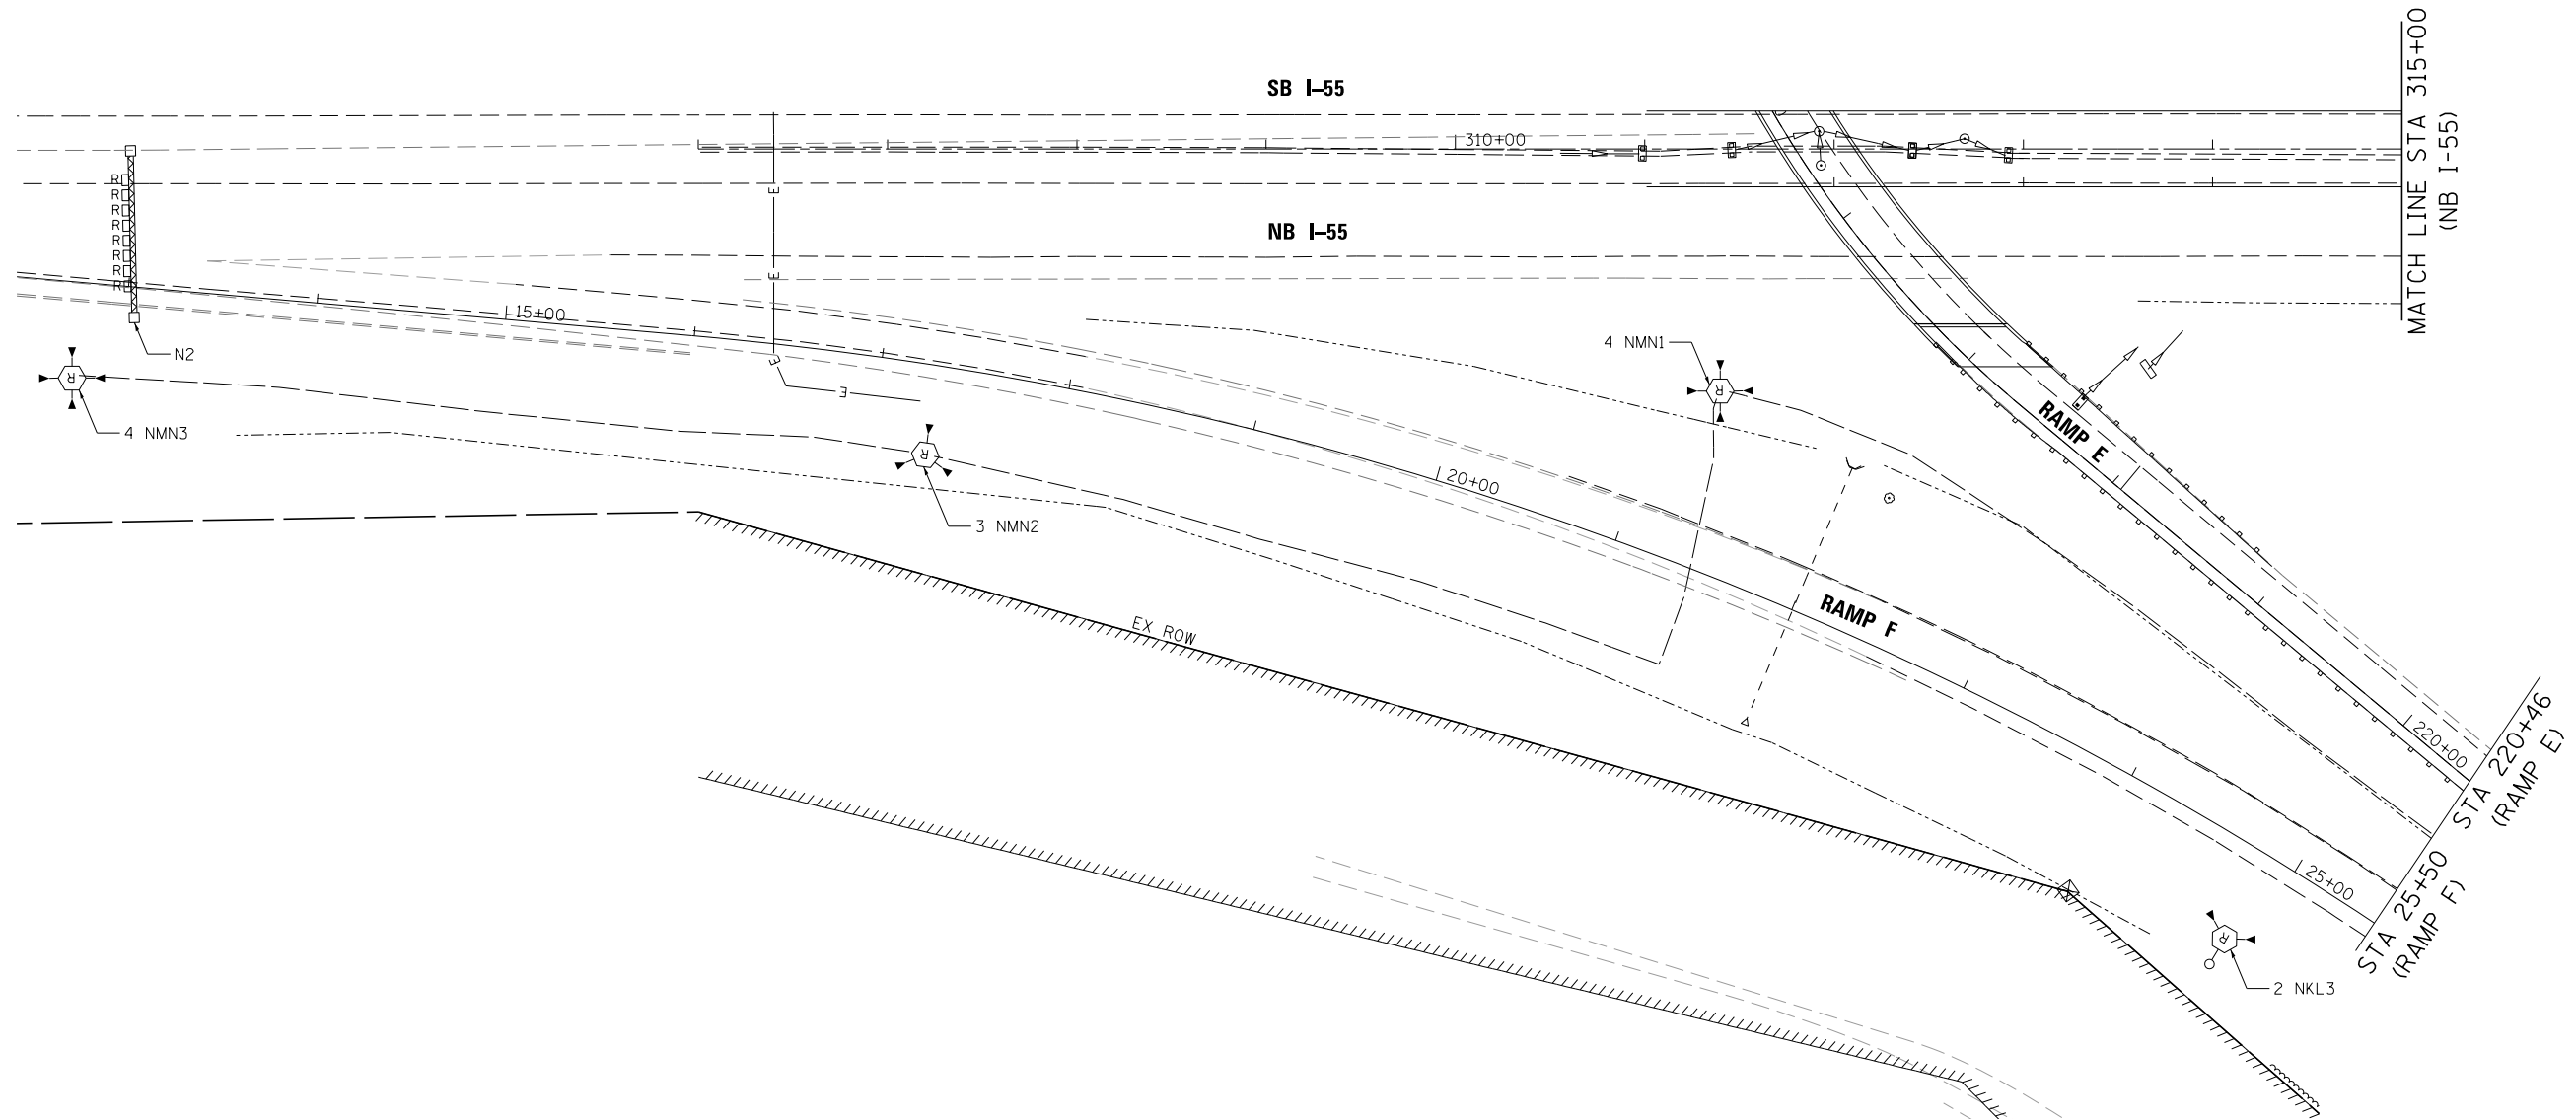 SB I-55
310+00
MATCH LINE STA 315+00
(NB I-55)
R
R
R
R
R
R
R
R
E
NB I-55
E
15+00
N2
E
E
4 NMN1
R
R
4 NMN3
R
3 NMN2
20+00
RAMP E
RAMP F
EX ROW
220+00
STA 220+46
(RAMP E)
25+00
STA 25+50
(RAMP F)
R
2 NKL3